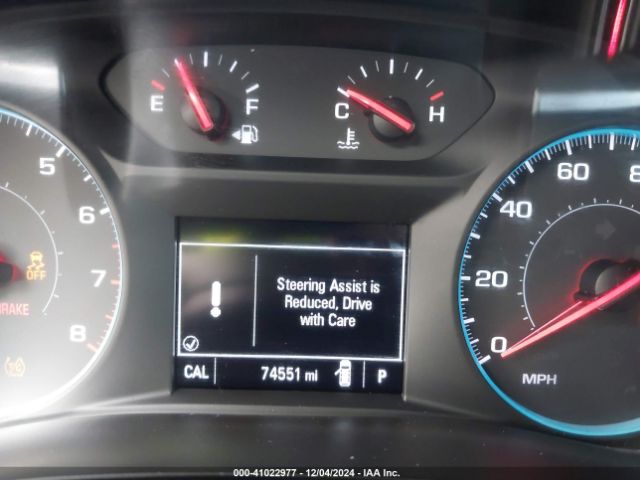 E F
C H
5
6
7
8
OFF
BRAKE
Steering Assist is
Reduced, Drive
with Care
CAL 74551 mi P
0
20
40
60
MPH
000-41022977 - 12/04/2024 - IAA Inc.